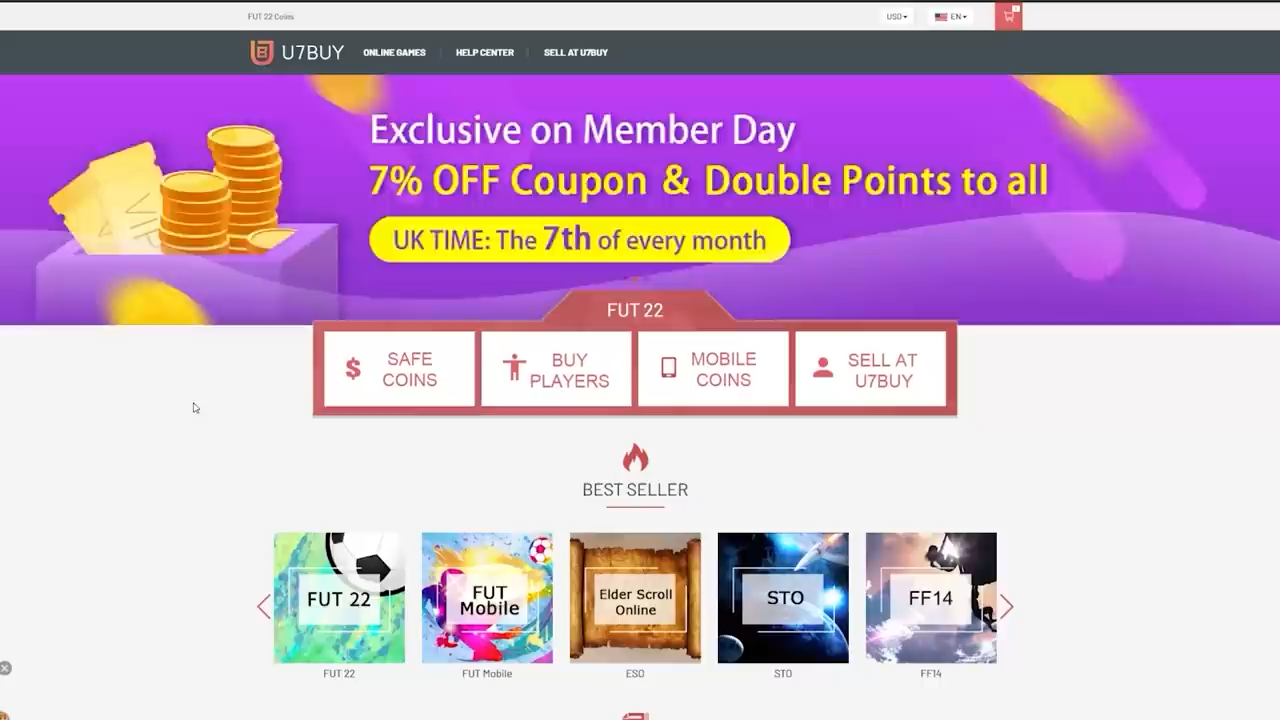 FUT 22 Coins
USD
EN
1
U7BUY
ONLINE GAMES
HELP CENTER
SELL AT U7BUY
Exclusive on Member Day
7% OFF Coupon & Double Points to all
UK TIME: The 7th of every month
VIP
FUT 22
$
SAFE
COINS
BUY
PLAYERS
MOBILE
COINS
SELL AT
U7BUY
BEST SELLER
FUT 22
FUT
Mobile
Elder Scroll
Online
STO
FF14
FUT 22
FUT Mobile
ESO
STO
FF14